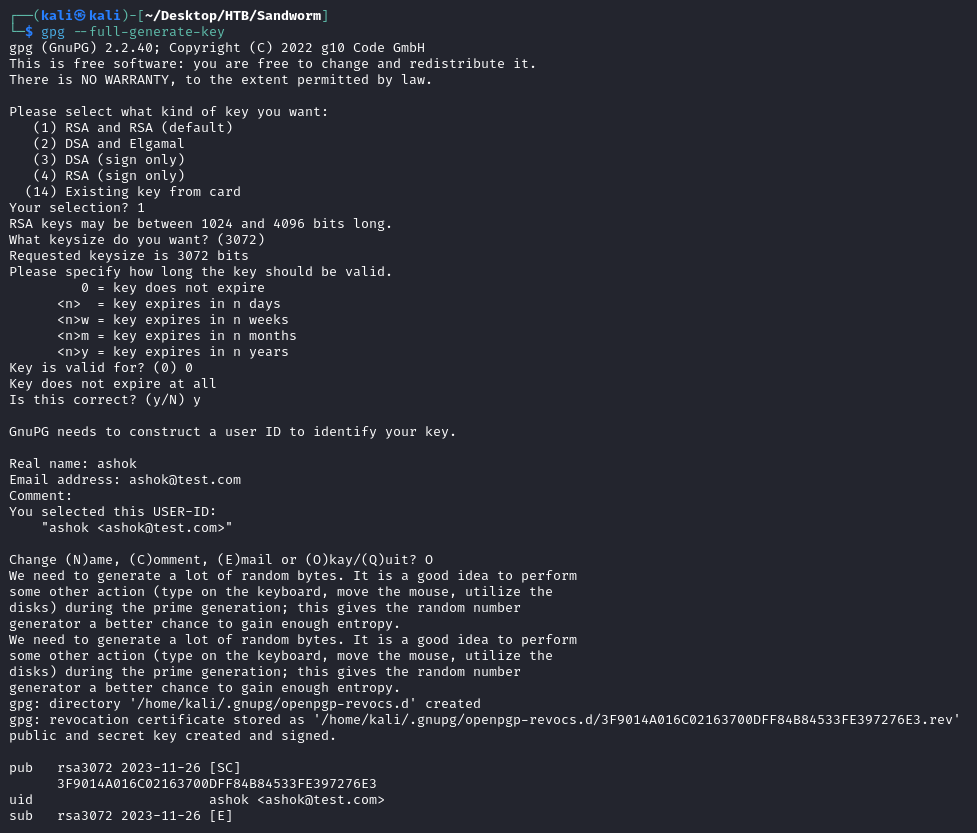 ┌──(kali㉿kali)-[~/Desktop/HTB/Sandworm]
└─$ gpg --full-generate-key
gpg (GnuPG) 2.2.40; Copyright (C) 2022 g10 Code GmbH
This is free software: you are free to change and redistribute it.
There is NO WARRANTY, to the extent permitted by law.

Please select what kind of key you want:
   (1) RSA and RSA (default)
   (2) DSA and Elgamal
   (3) DSA (sign only)
   (4) RSA (sign only)
  (14) Existing key from card
Your selection? 1
RSA keys may be between 1024 and 4096 bits long.
What keysize do you want? (3072)
Requested keysize is 3072 bits
Please specify how long the key should be valid.
         0 = key does not expire
      <n>  = key expires in n days
      <n>w = key expires in n weeks
      <n>m = key expires in n months
      <n>y = key expires in n years
Key is valid for? (0) 0
Key does not expire at all
Is this correct? (y/N) y

GnuPG needs to construct a user ID to identify your key.

Real name: ashok
Email address: ashok@test.com
Comment:
You selected this USER-ID:
    "ashok <ashok@test.com>"

Change (N)ame, (C)omment, (E)mail or (O)kay/(Q)uit? O
We need to generate a lot of random bytes. It is a good idea to perform
some other action (type on the keyboard, move the mouse, utilize the
disks) during the prime generation; this gives the random number
generator a better chance to gain enough entropy.
We need to generate a lot of random bytes. It is a good idea to perform
some other action (type on the keyboard, move the mouse, utilize the
disks) during the prime generation; this gives the random number
generator a better chance to gain enough entropy.
gpg: directory '/home/kali/.gnupg/openpgp-revocs.d' created
gpg: revocation certificate stored as '/home/kali/.gnupg/openpgp-revocs.d/3F9014A016C02163700DFF84B84533FE397276E3.rev'
public and secret key created and signed.

pub   rsa3072 2023-11-26 [SC]
      3F9014A016C02163700DFF84B84533FE397276E3
uid                      ashok <ashok@test.com>
sub   rsa3072 2023-11-26 [E]